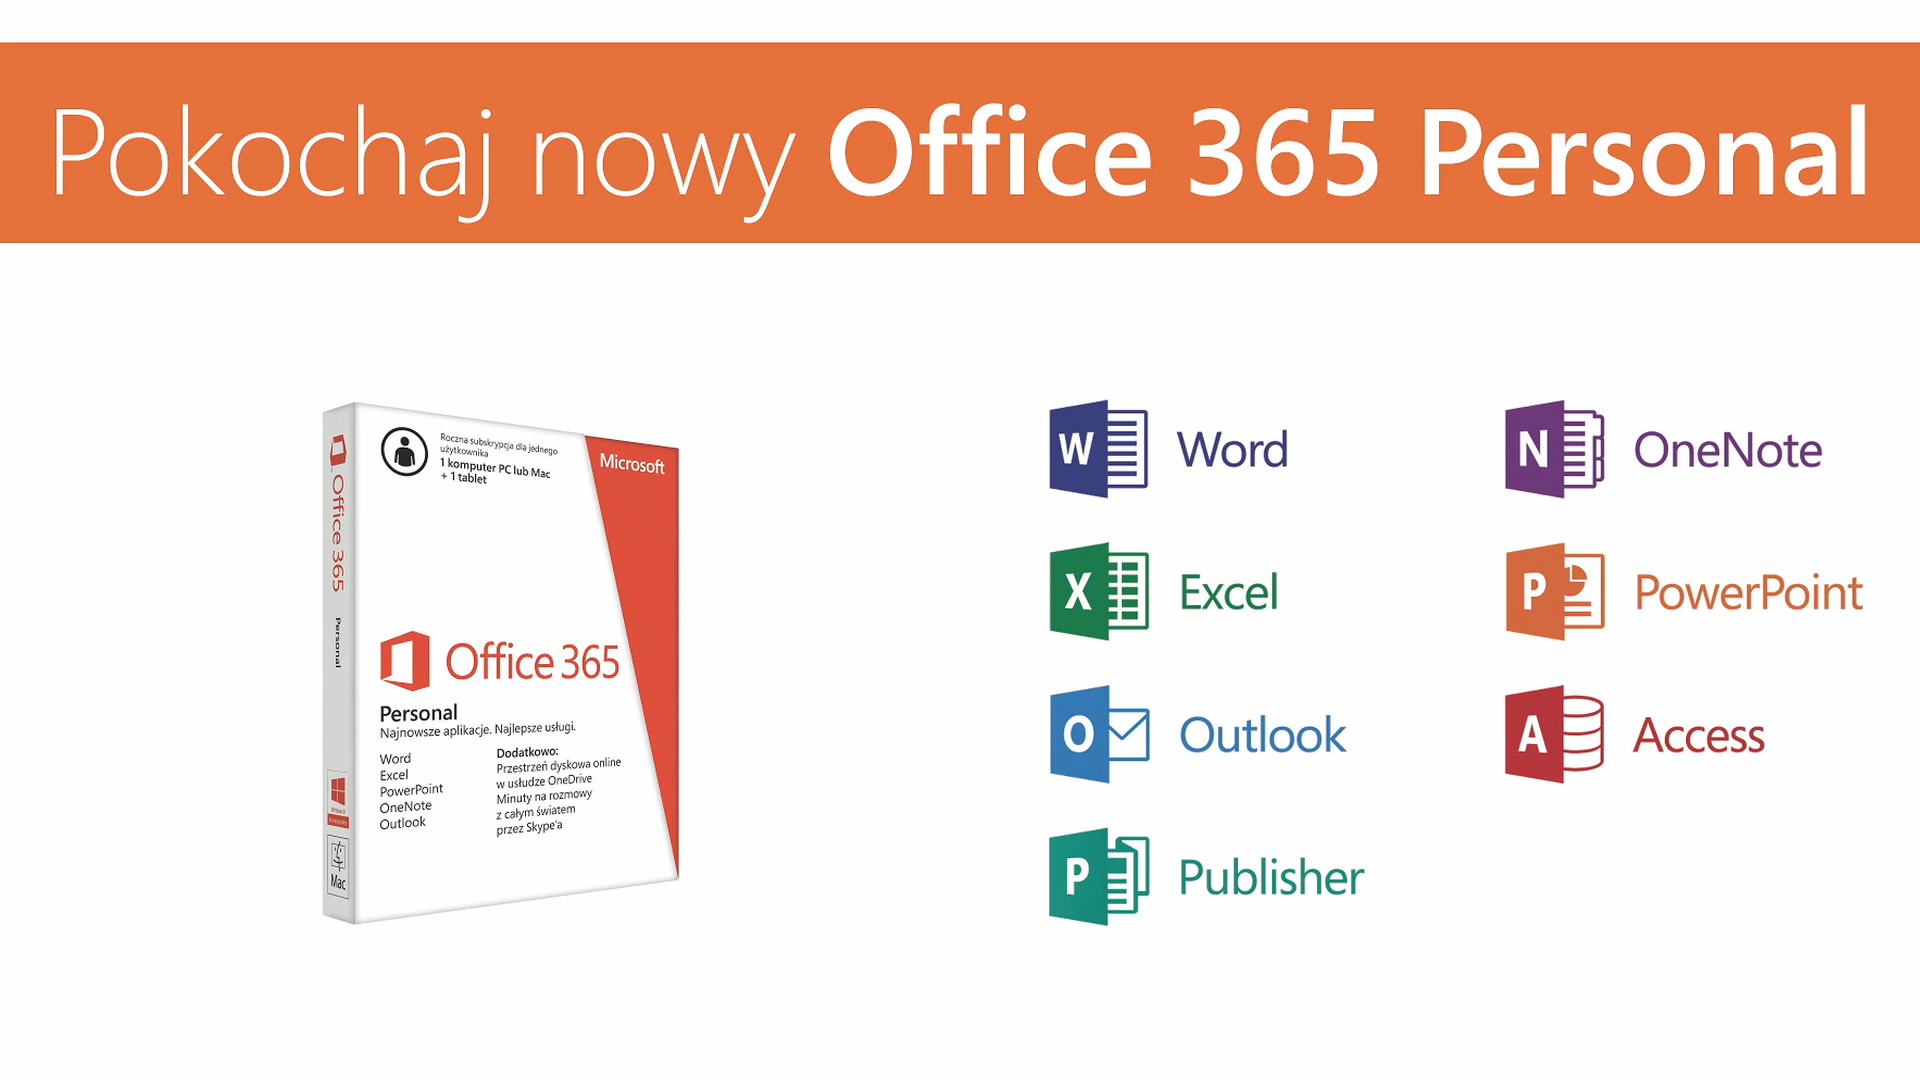 Pokochaj nowy Office 365 Personal
Office 365 Personal
Mac
Roczna subskrypcja dla jednego
użytkownika
1 komputer PC lub Mac
+ 1 tablet
Microsoft
Office 365
Personal
Najnowsze aplikacje. Najlepsze usługi.
Word
Excel
PowerPoint
OneNote
Outlook
Dodatkowo:
Przestrzeń dyskowa online
w usłudze OneDrive
Minuty na rozmowy
z całym światem
przez Skype'a
W Word
X Excel
O Outlook
P Publisher
N OneNote
P PowerPoint
A Access